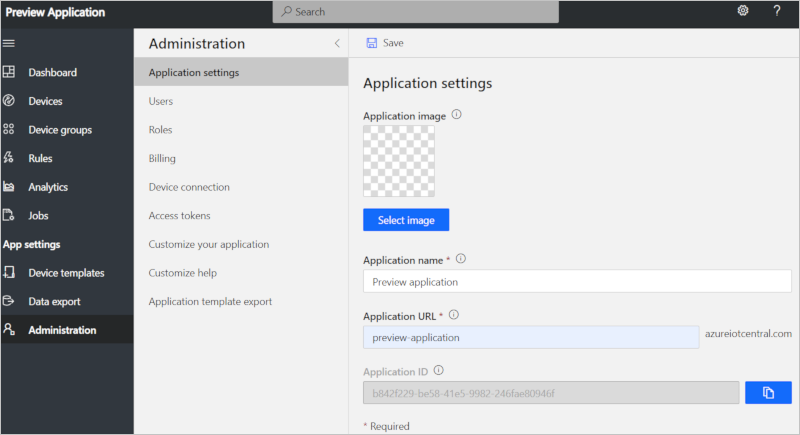 Preview Application
Search
?
Dashboard
Devices
Device groups
Rules
Analytics
Jobs
App settings
Device templates
Data export
Administration
Administration
Application settings
Users
Roles
Billing
Device connection
Access tokens
Customize your application
Customize help
Application template export
Save
Application settings
Application image
Select image
Application name *
Preview application
Application URL *
preview-application
azureiotcentral.com
Application ID
b842f229-be58-41e5-9982-246fae80946f
* Required